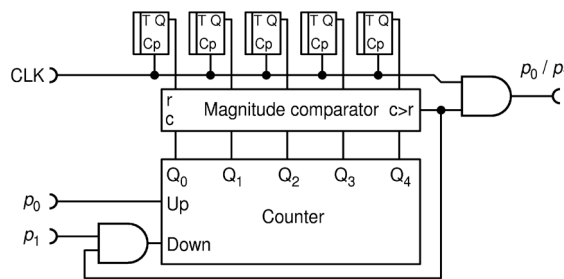 T Q T Q T Q T Q T Q
Cp Cp Cp Cp Cp
CLK
p0 / p
r
c
Magnitude comparator c>r
Q0 Q1 Q2 Q3 Q4
p0
Up
Counter
p1
Down